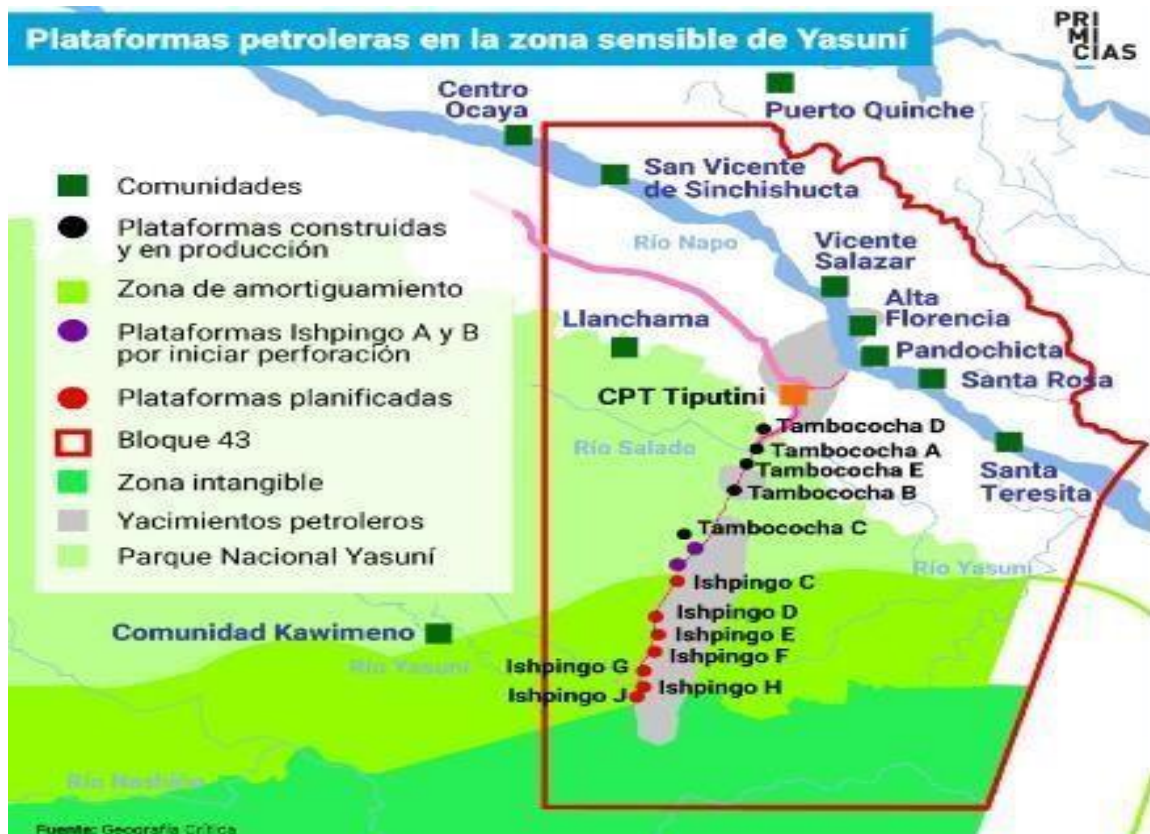 Plataformas petroleras en la zona sensible de Yasuní
PRI
MI
CIAS
Centro
Ocaya
Puerto Quinche
San Vicente
de Sinchishucta
Comunidades
Plataformas construidas
y en producción
Zona de amortiguamiento
Plataformas Ishpingo A y B
por iniciar perforación
Plataformas planificadas
Bloque 43
Zona intangible
Yacimientos petroleros
Parque Nacional Yasuní
Río Napo
Vicente
Salazar
Alta
Florencia
Llanchama
Pandochicta
Santa Rosa
CPT Tiputini
Tambococha D
Río Salado
Tambococha A
Tambococha E
Santa
Teresita
Tambococha B
Tambococha C
Río Yasuní
Ishpingo C
Ishpingo D
Comunidad Kawimeno
Ishpingo E
Río Yasuní
Ishpingo F
Ishpingo G
Ishpingo H
Ishpingo J
Río
Fuente: Geografía Crítica